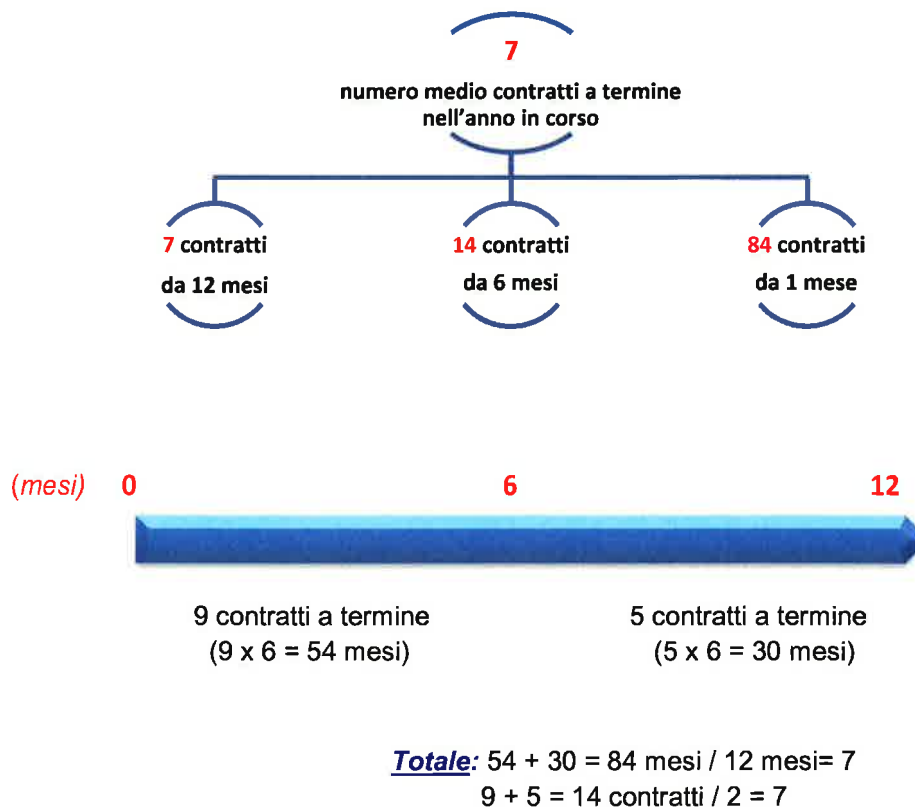 7
numero medio contratti a termine
nell'anno in corso
7 contratti
da 12 mesi
14 contratti
da 6 mesi
84 contratti
da 1 mese
(mesi) 0 6 12
9 contratti a termine
(9 x 6 = 54 mesi)
5 contratti a termine
(5 x 6 = 30 mesi)
Totale: 54 + 30 = 84 mesi / 12 mesi= 7
9 + 5 = 14 contratti / 2 = 7